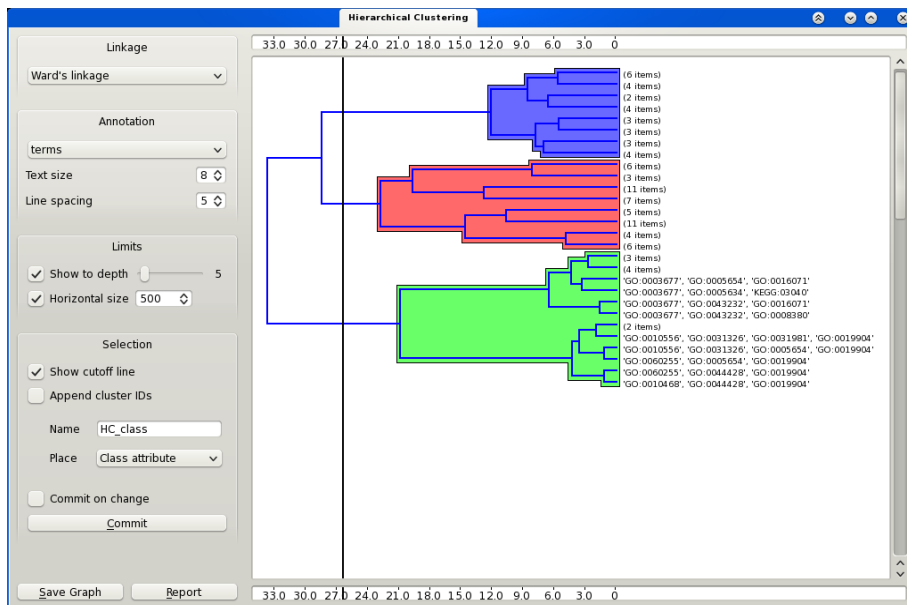 Hierarchical Clustering
Linkage
Ward's linkage
Annotation
terms
Text size 8
Line spacing 5
Limits
Show to depth 5
Horizontal size 500
Selection
Show cutoff line
Append cluster IDs
Name HC_class
Place Class attribute
Commit on change
Commit
Save Graph Report
33.0 30.0 27.0 24.0 21.0 18.0 15.0 12.0 9.0 6.0 3.0 0
(6 items)
(4 items)
(2 items)
(4 items)
(3 items)
(3 items)
(3 items)
(4 items)
(6 items)
(3 items)
(11 items)
(7 items)
(5 items)
(11 items)
(4 items)
(6 items)
(3 items)
(4 items)
'GO:0003677', 'GO:0005654', 'GO:0016071'
'GO:0003677', 'GO:0005634', 'KEGG:03040'
'GO:0003677', 'GO:0043232', 'GO:0016071'
'GO:0003677', 'GO:0043232', 'GO:0008380'
(2 items)
'GO:0010556', 'GO:0031326', 'GO:0031981', 'GO:0019904'
'GO:0010556', 'GO:0031326', 'GO:0005654', 'GO:0019904'
'GO:0060255', 'GO:0005654', 'GO:0019904'
'GO:0060255', 'GO:0044428', 'GO:0019904'
'GO:0010468', 'GO:0044428', 'GO:0019904'
33.0 30.0 27.0 24.0 21.0 18.0 15.0 12.0 9.0 6.0 3.0 0